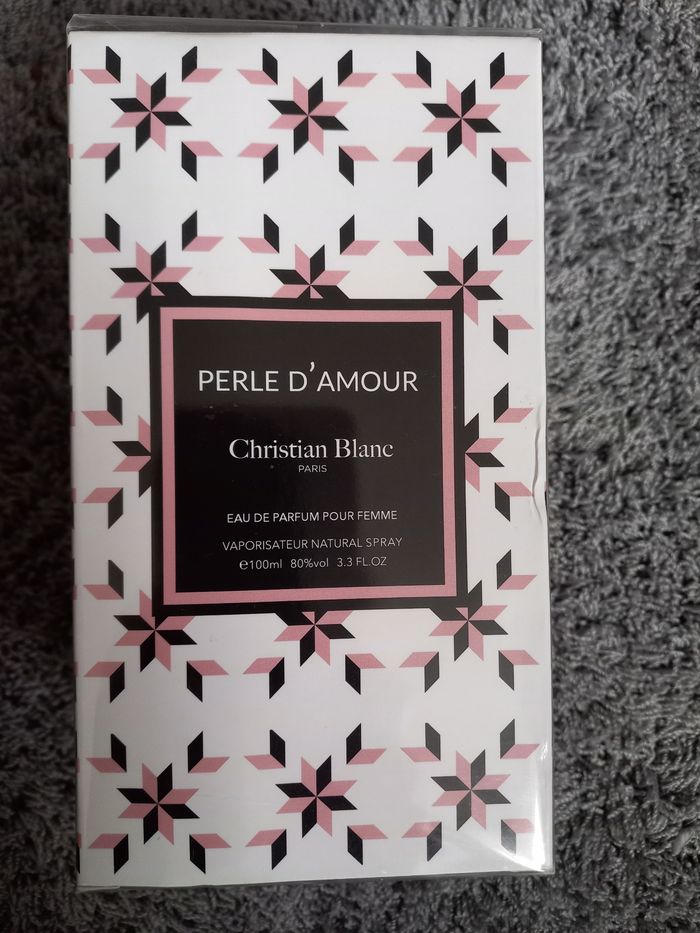 PERLE D'AMOUR
Christian Blanc
PARIS
EAU DE PARFUM POUR FEMME
VAPORISATEUR NATURAL SPRAY
℮100ml 80%vol 3.3 FL.OZ